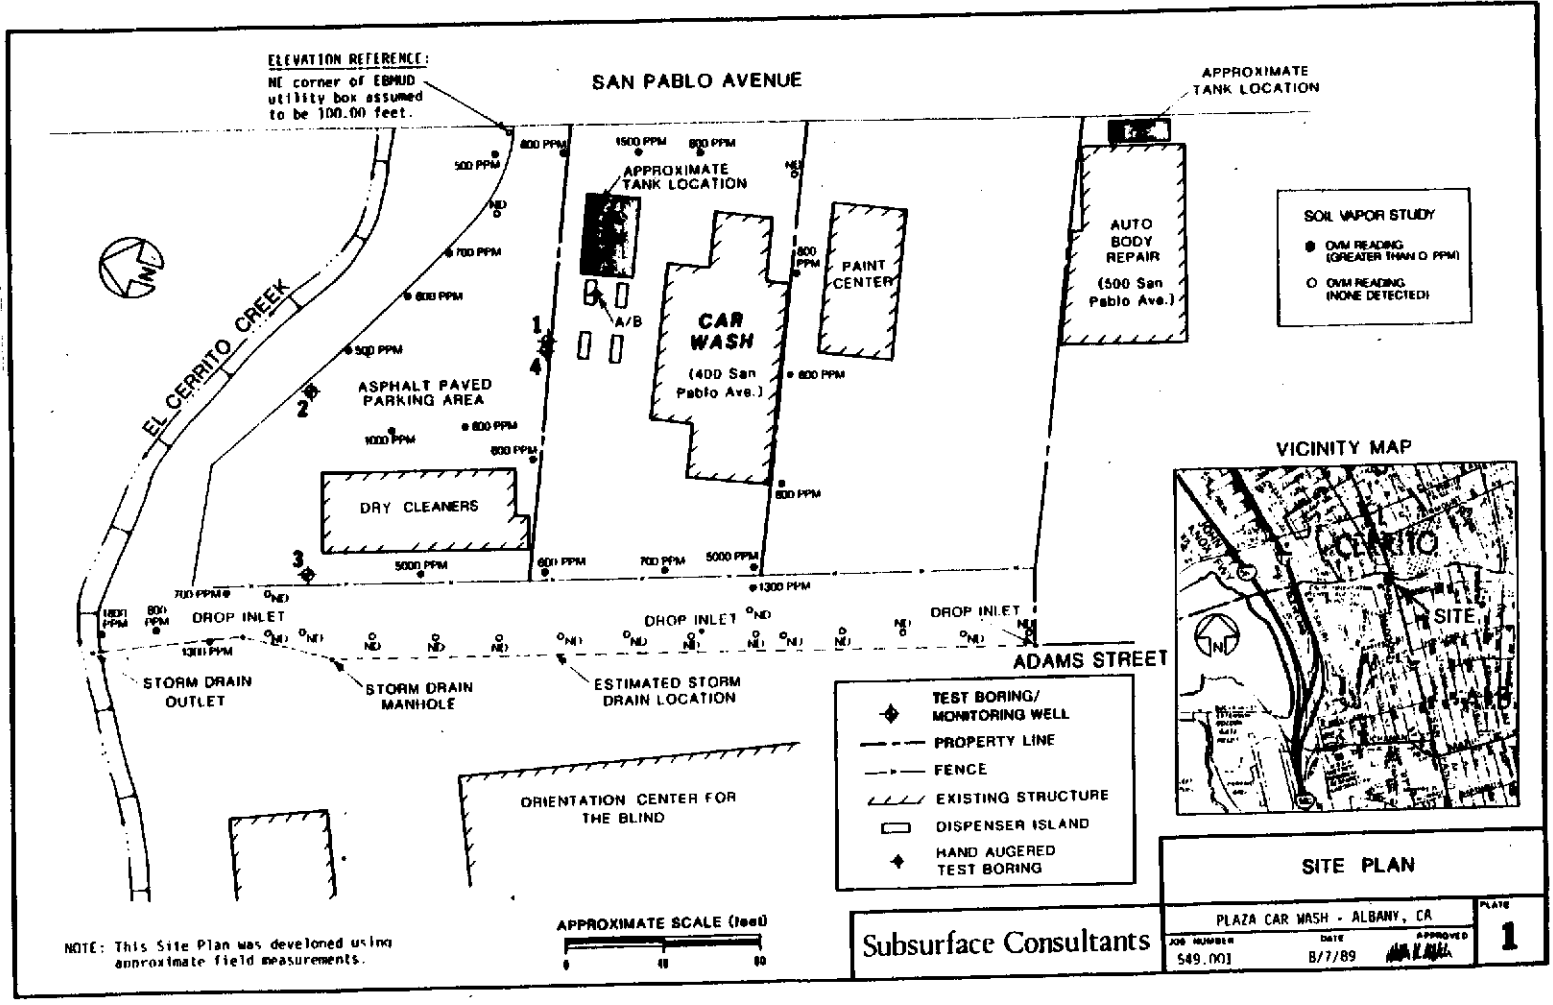 ELEVATION REFERENCE:
NE corner of EBMUD
utility box assumed
to be 100.00 feet.
SAN PABLO AVENUE
APPROXIMATE
TANK LOCATION
500 PPM
800 PPM
1500 PPM
800 PPM
ND
APPROXIMATE
TANK LOCATION
ND
700 PPM
600 PPM
500 PPM
EL CERRITO CREEK
N
1
4
2
A/B
CAR
WASH
(400 San
Pablo Ave.)
800
PPM
PAINT
CENTER
AUTO
BODY
REPAIR
(500 San
Pablo Ave.)
SOIL VAPOR STUDY
OVM READING
(GREATER THAN 0 PPM)
OVM READING
(NONE DETECTED)
ASPHALT PAVED
PARKING AREA
1000 PPM
600 PPM
800 PPM
600 PPM
600 PPM
DRY CLEANERS
3
5000 PPM
600 PPM
700 PPM
5000 PPM
1300 PPM
700 PPM
ND
PPM
PPM
DROP INLET
DROP INLET
ND
DROP INLET
ND
1300 PPM
ND
ND
ND
ND
ND
ND
ND
ND
ND
ND
ND
ND
ND
ADAMS STREET
STORM DRAIN
OUTLET
STORM DRAIN
MANHOLE
ESTIMATED STORM
DRAIN LOCATION
VICINITY MAP
CERRITO
JOHN
KNOX
FWY
SITE
N
ORIENTATION CENTER FOR
THE BLIND
TEST BORING/
MONITORING WELL
PROPERTY LINE
FENCE
EXISTING STRUCTURE
DISPENSER ISLAND
HAND AUGERED
TEST BORING
NOTE: This Site Plan was developed using
approximate field measurements.
APPROXIMATE SCALE (feet)
0 40 80
Subsurface Consultants
SITE PLAN
PLAZA CAR WASH - ALBANY, CA
JOB NUMBER
549.001
DATE
8/7/89
APPROVED
PLATE
1